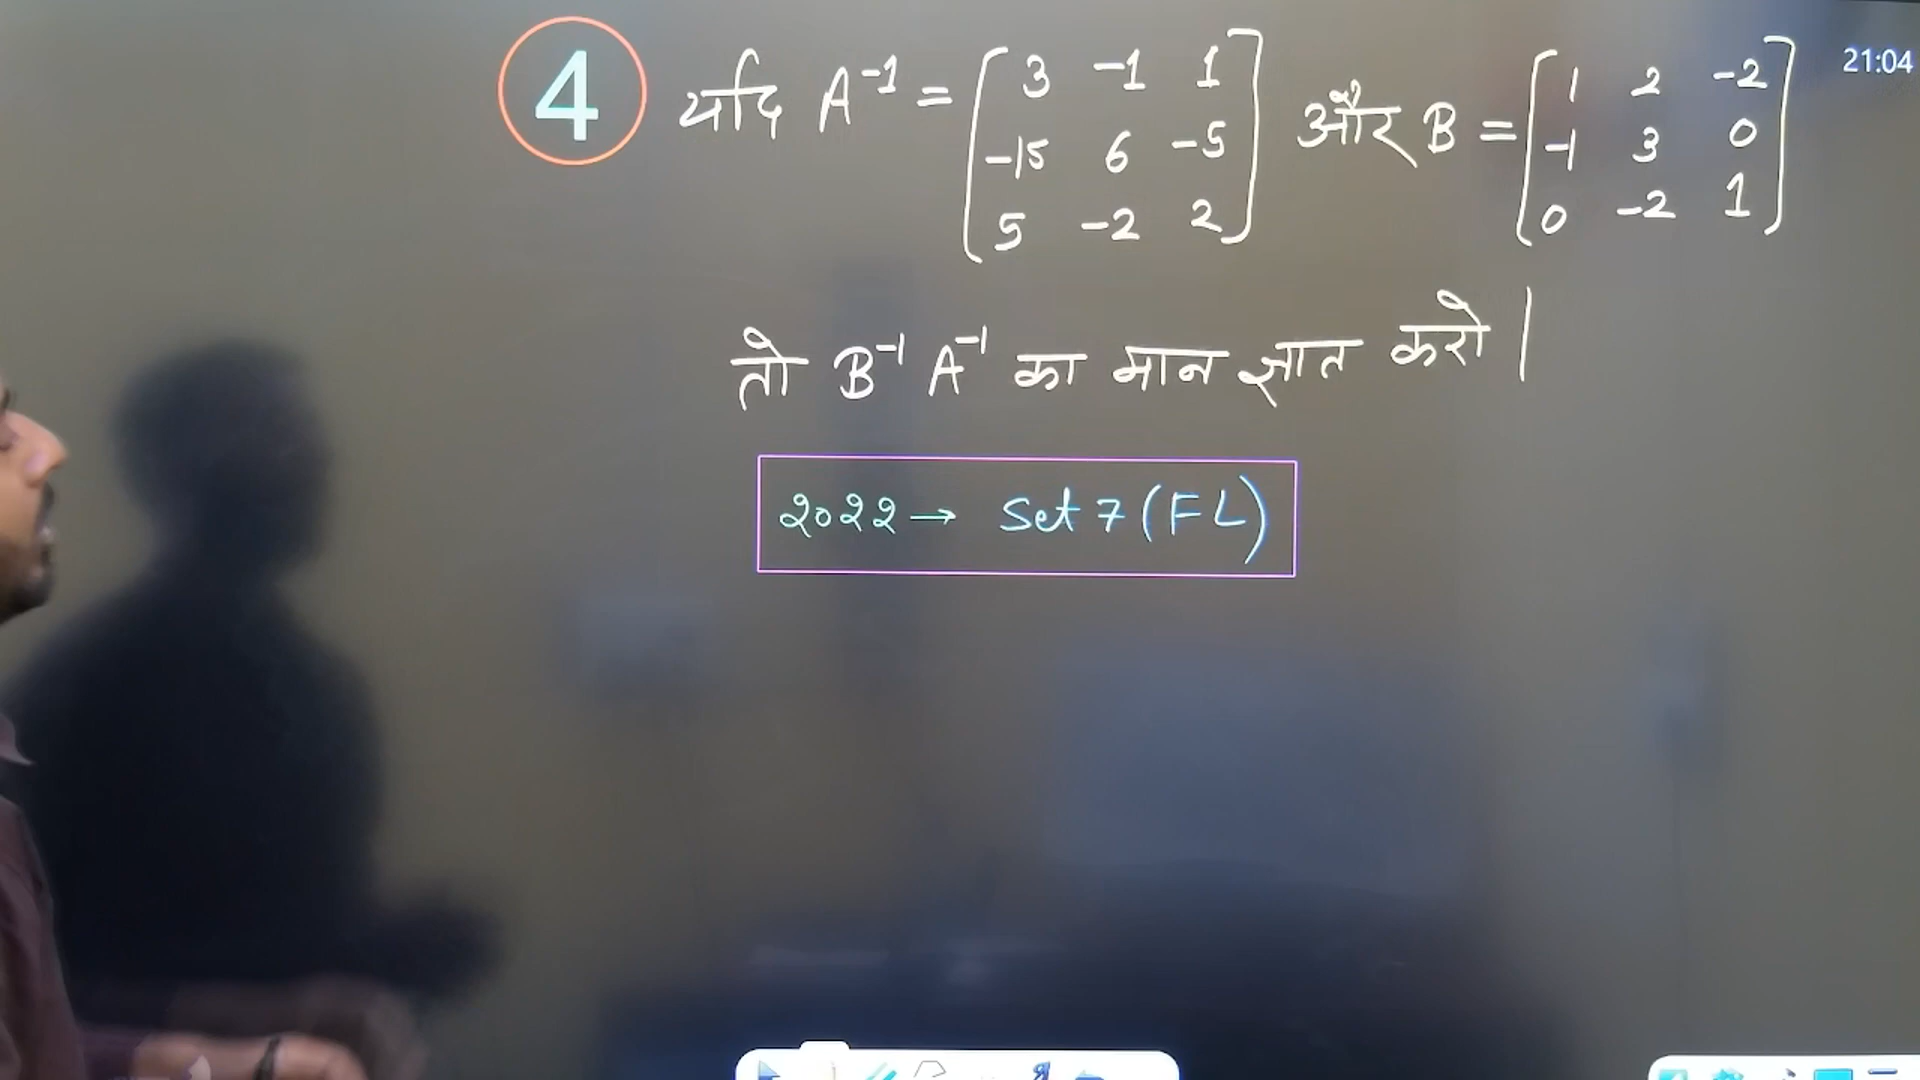 4 यदि A⁻¹ = [3 -1 1 और B = [1 2 -2 21:04
-15 6 -5 -1 3 0
5 -2 2] 0 -2 1]
तो B⁻¹ A⁻¹ का मान ज्ञात करो |
२०२२ → Set 7 (FL)